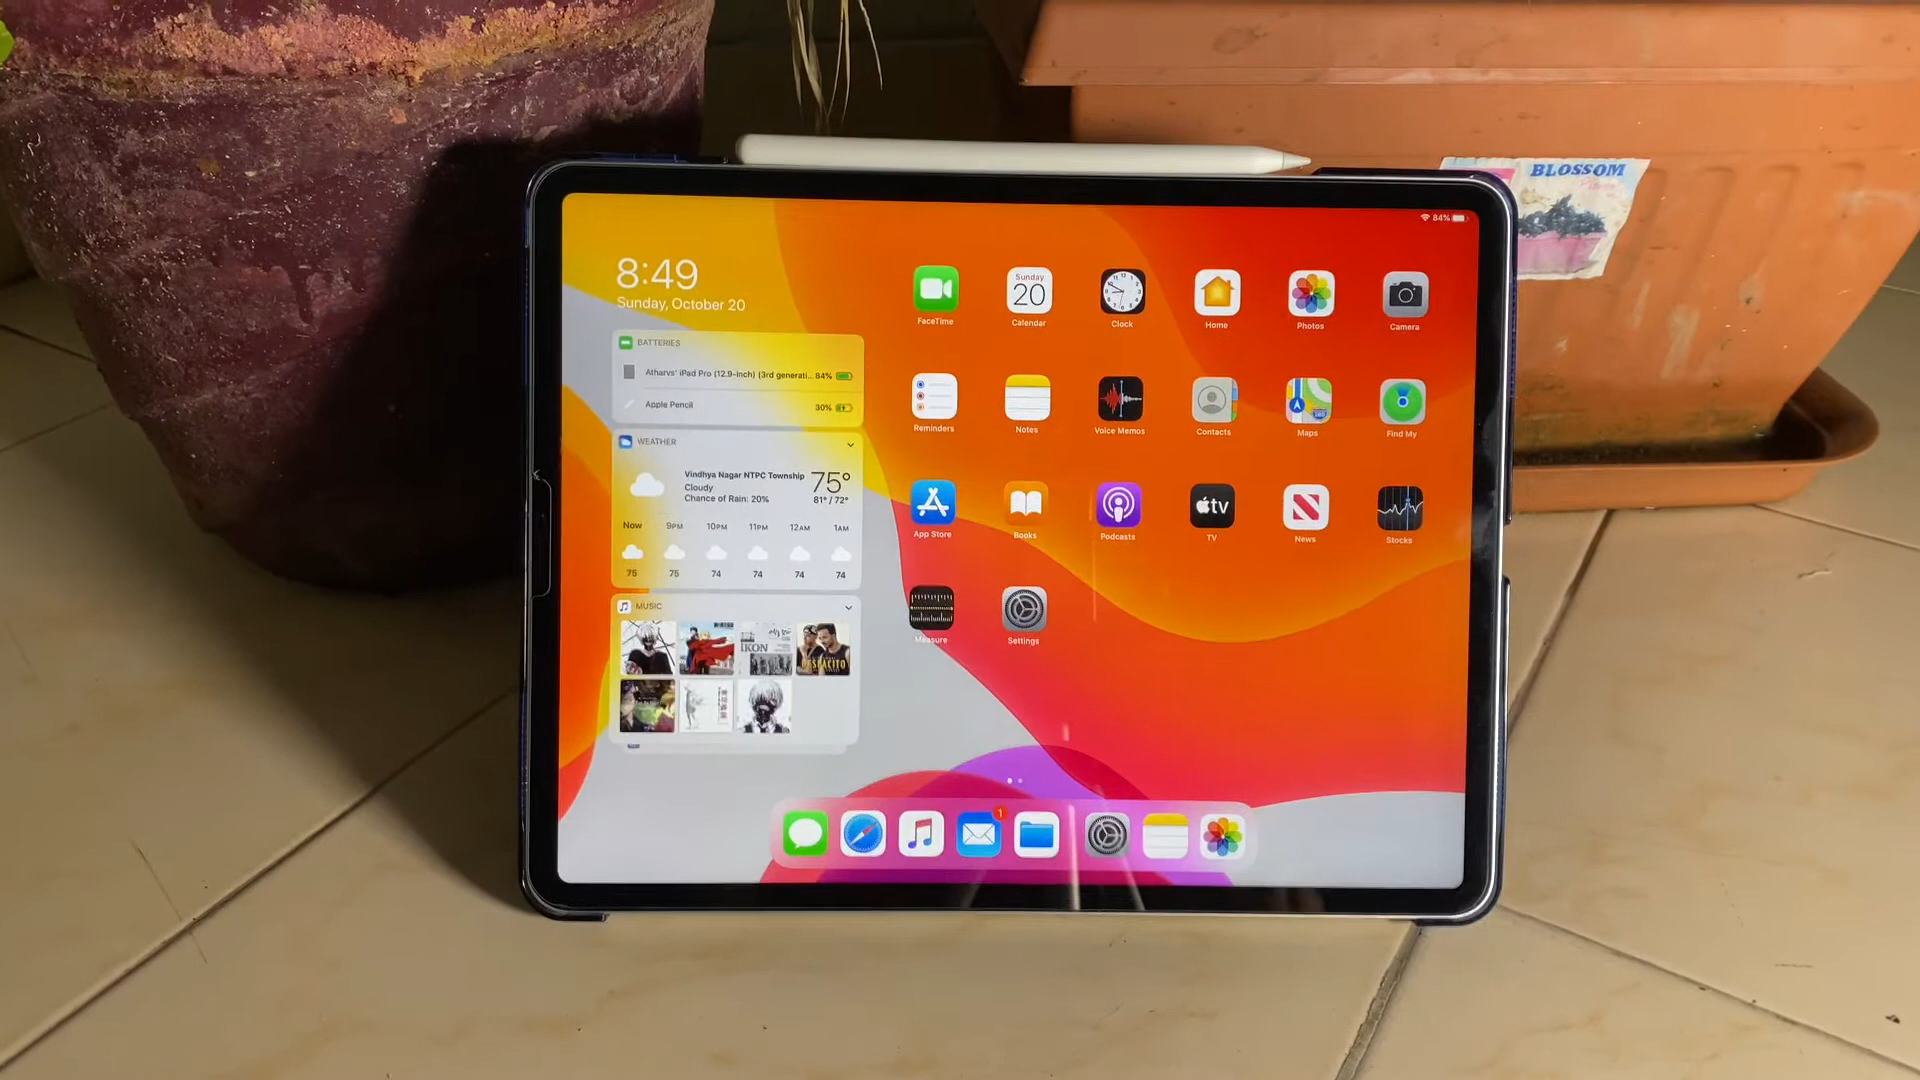 BLOSSOM
84%
8:49
Sunday, October 20
BATTERIES
Atharvs' iPad Pro (12.9-inch) (3rd generati... 84%
Apple Pencil 30%
WEATHER
Vindhya Nagar NTPC Township
Cloudy
Chance of Rain: 20%
75°
81° / 72°
Now 9PM 10PM 11PM 12AM 1AM
75 75 74 74 74 74
MUSIC
iKON
DESPACITO
FaceTime
Sunday
20
Calendar
Clock
Home
Photos
Camera
Reminders
Notes
Voice Memos
Contacts
Maps
Find My
App Store
Books
Podcasts
tv
TV
News
Stocks
Measure
Settings
1